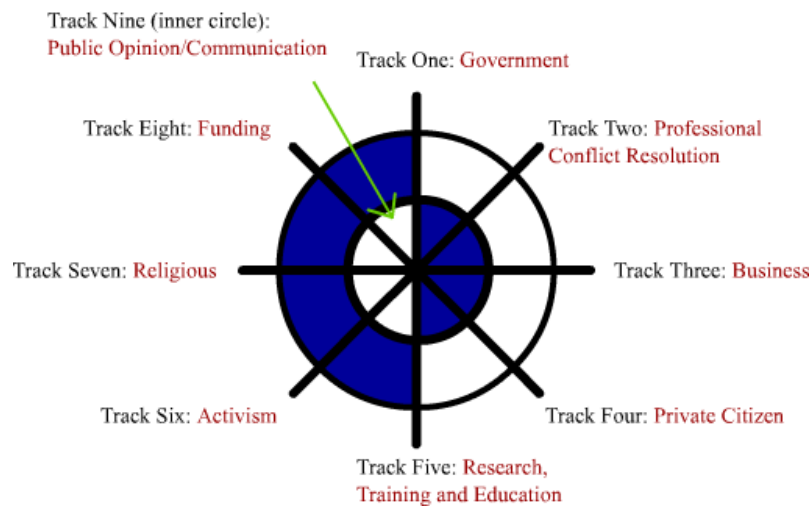 Track Nine (inner circle):
Public Opinion/Communication
Track One: Government
Track Eight: Funding
Track Two: Professional
Conflict Resolution
Track Seven: Religious
Track Three: Business
Track Six: Activism
Track Four: Private Citizen
Track Five: Research,
Training and Education